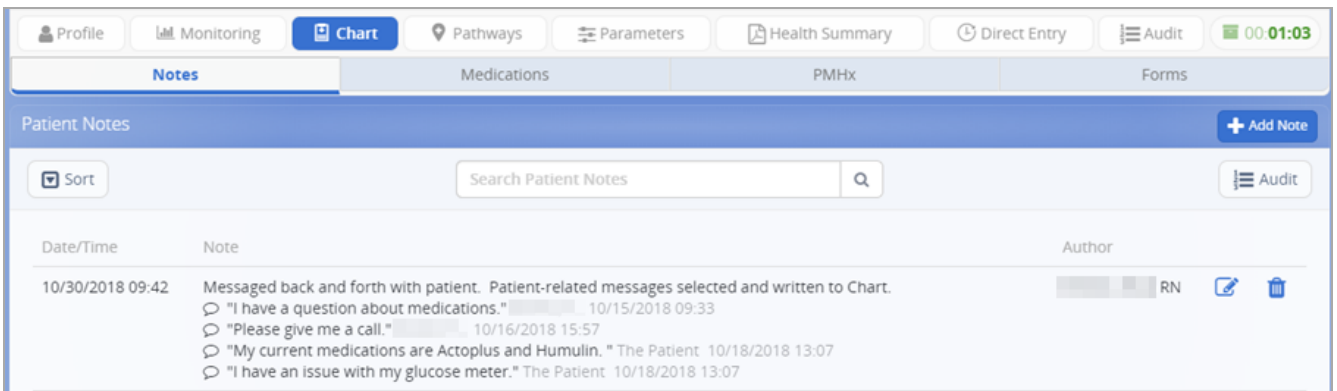 Profile Monitoring Chart Pathways Parameters Health Summary Direct Entry Audit 00:01:03
Notes Medications PMHx Forms
Patient Notes Add Note
Sort Search Patient Notes Audit
Date/Time Note Author
10/30/2018 09:42 Messaged back and forth with patient. Patient-related messages selected and written to Chart. RN
"I have a question about medications." 10/15/2018 09:33
"Please give me a call." 10/16/2018 15:57
"My current medications are Actoplus and Humulin. " The Patient 10/18/2018 13:07
"I have an issue with my glucose meter." The Patient 10/18/2018 13:07